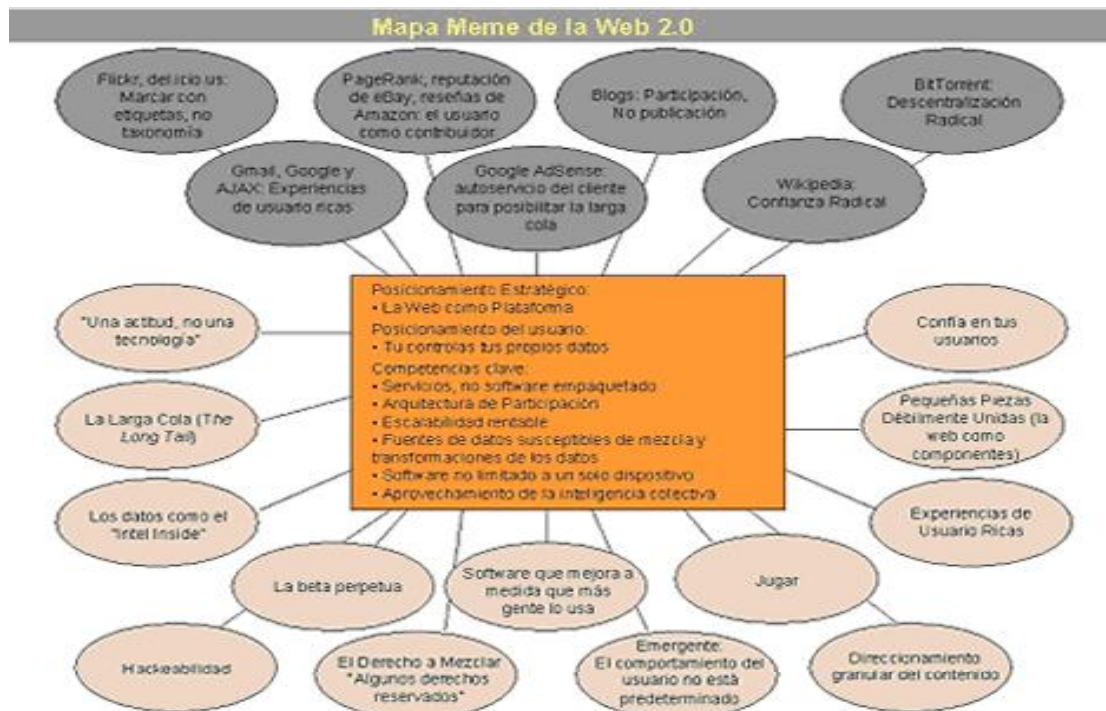 Mapa Meme de la Web 2.0
Flickr, del.icio.us:
Marcar con
etiquetas, no
taxonomía
PageRank, reputación
de eBay, reseñas de
Amazon: el usuario
como contribuidor
Blogs: Participación,
No publicación
BitTorrent:
Descentralización
Radical
Gmail, Google y
AJAX: Experiencias
de usuario ricas
Google AdSense:
autoservicio del cliente
para posibilitar la larga
cola
Wikipedia:
Confianza Radical
Posicionamiento Estratégico:
• La Web como Plataforma
Posicionamiento del usuario:
• Tu controlas tus propios datos
Competencias clave:
• Servicios, no software empaquetado
• Arquitectura de Participación
• Escalabilidad rentable
• Fuentes de datos susceptibles de mezcla y
transformaciones de los datos
• Software no limitado a un solo dispositivo
• Aprovechamiento de la inteligencia colectiva
"Una actitud, no una
tecnología"
La Larga Cola (The
Long Tail)
Los datos como el
"Intel Inside"
Confía en tus
usuarios
Pequeñas Piezas
Débilmente Unidas (la
web como
componentes)
Experiencias de
Usuario Ricas
La beta perpetua
Software que mejora a
medida que más
gente lo usa
Jugar
Hackeabilidad
El Derecho a Mezclar
"Algunos derechos
reservados"
Emergente:
El comportamiento del
usuario no está
predeterminado
Direccionamiento
granular del contenido